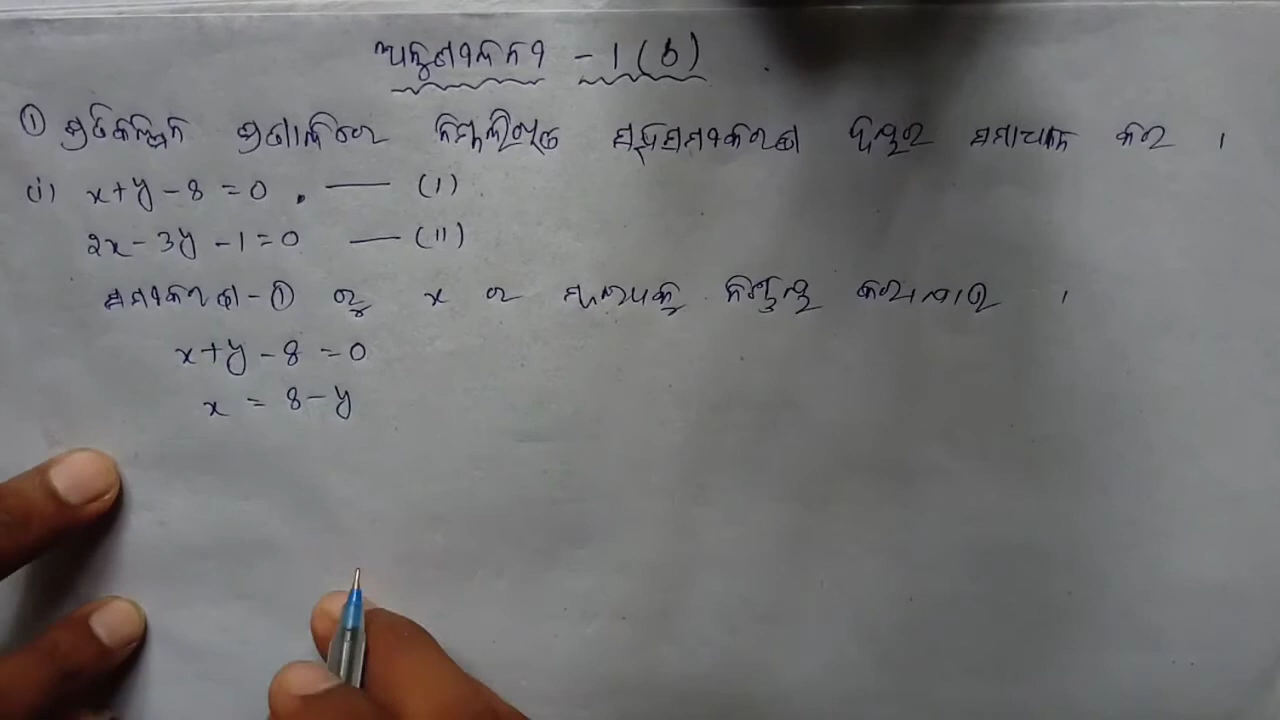 ଅନୁଶୀଳନୀ - 1 (b)
① ପ୍ରତିକଳ୍ପନ ପ୍ରଣାଳୀରେ ନିମ୍ନଲିଖିତ ସହସମୀକରଣ ଦ୍ୱୟର ସମାଧାନ କର ।
(i) x+y-8 = 0 . —— (I)
2x-3y-1=0 —— (II)
ସମୀକରଣ-① ରୁ x ର ମୂଲ୍ୟକୁ ନିର୍ଣ୍ଣୟ କରାଯାଉ ।
x+y-8 = 0
x = 8-y